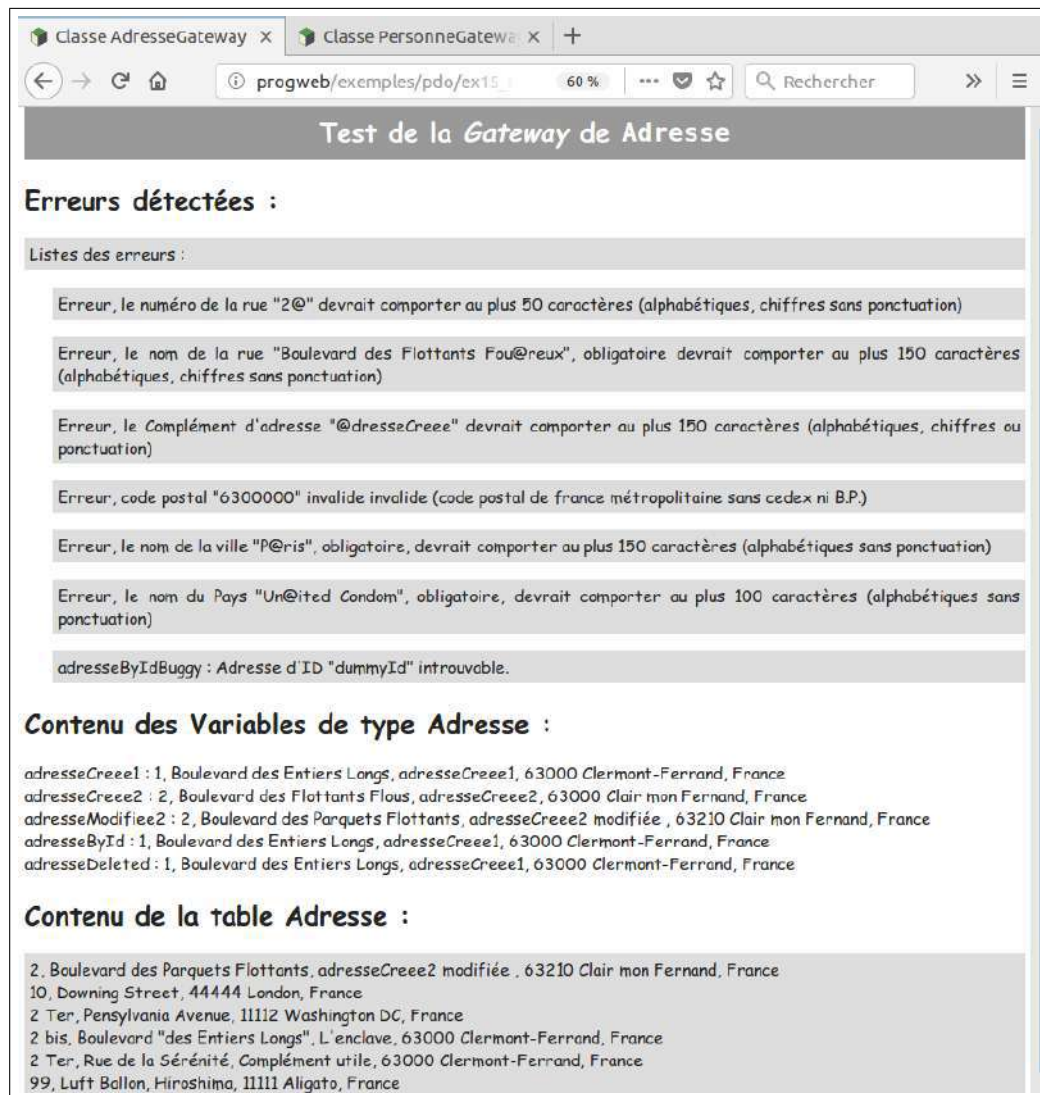 Classe AdresseGateway ×
Classe PersonneGatewa ×
+
progweb/exemples/pdo/ex15_
60 %
Rechercher
Test de la Gateway de Adresse
Erreurs détectées :
Listes des erreurs :
Erreur, le numéro de la rue "2@" devrait comporter au plus 50 caractères (alphabétiques, chiffres sans ponctuation)
Erreur, le nom de la rue "Boulevard des Flottants Fou@reux", obligatoire devrait comporter au plus 150 caractères
(alphabétiques, chiffres sans ponctuation)
Erreur, le Complément d'adresse "@dresseCreee" devrait comporter au plus 150 caractères (alphabétiques, chiffres ou
ponctuation)
Erreur, code postal "6300000" invalide invalide (code postal de france métropolitaine sans cedex ni B.P.)
Erreur, le nom de la ville "P@ris", obligatoire, devrait comporter au plus 150 caractères (alphabétiques sans ponctuation)
Erreur, le nom du Pays "Un@ited Condom", obligatoire, devrait comporter au plus 100 caractères (alphabétiques sans
ponctuation)
adresseByIdBuggy : Adresse d'ID "dummyId" introuvable.
Contenu des Variables de type Adresse :
adresseCreee1 : 1, Boulevard des Entiers Longs, adresseCreee1, 63000 Clermont-Ferrand, France
adresseCreee2 : 2, Boulevard des Flottants Flous, adresseCreee2, 63000 Clair mon Fernand, France
adresseModifiee2 : 2, Boulevard des Parquets Flottants, adresseCreee2 modifiée , 63210 Clair mon Fernand, France
adresseById : 1, Boulevard des Entiers Longs, adresseCreee1, 63000 Clermont-Ferrand, France
adresseDeleted : 1, Boulevard des Entiers Longs, adresseCreee1, 63000 Clermont-Ferrand, France
Contenu de la table Adresse :
2, Boulevard des Parquets Flottants, adresseCreee2 modifiée , 63210 Clair mon Fernand, France
10, Downing Street, 44444 London, France
2 Ter, Pensylvania Avenue, 11112 Washington DC, France
2 bis, Boulevard "des Entiers Longs", L'enclave, 63000 Clermont-Ferrand, France
2 Ter, Rue de la Sérénité, Complément utile, 63000 Clermont-Ferrand, France
99, Luft Ballon, Hiroshima, 11111 Aligato, France